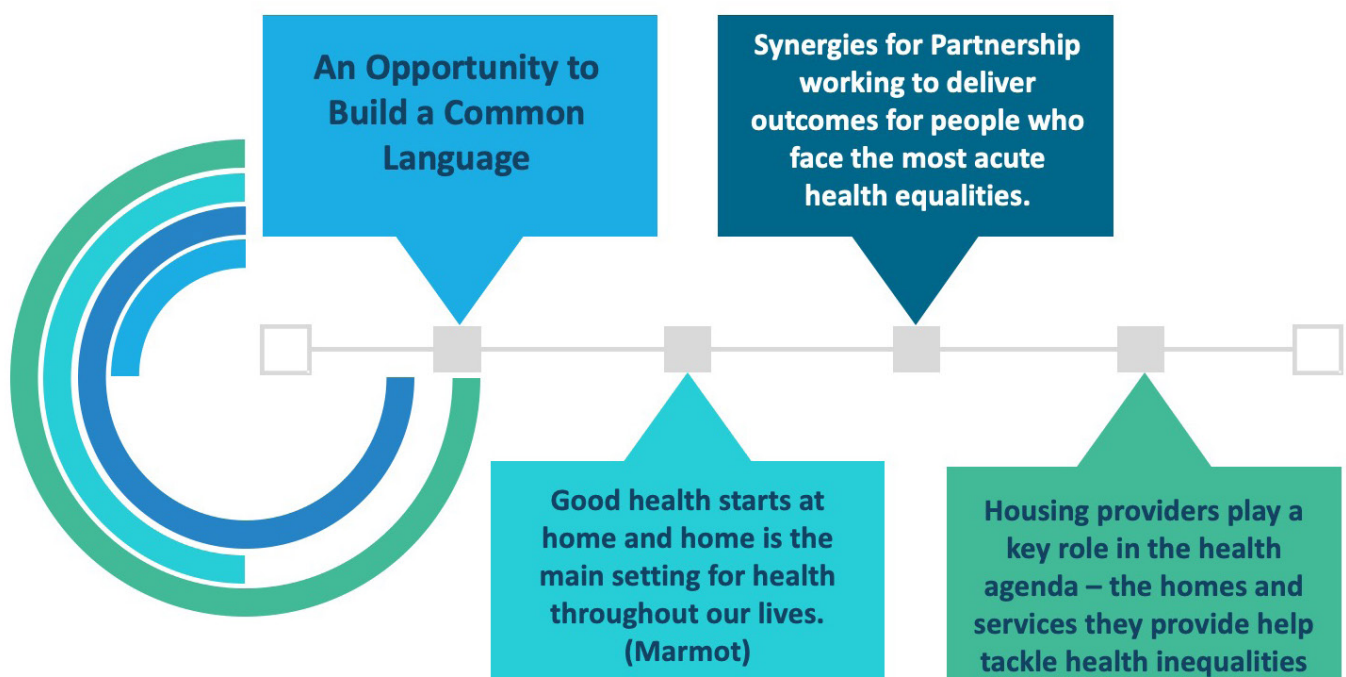 An Opportunity to
Build a Common
Language
Synergies for Partnership
working to deliver
outcomes for people who
face the most acute
health equalities.
Good health starts at
home and home is the
main setting for health
throughout our lives.
(Marmot)
Housing providers play a
key role in the health
agenda – the homes and
services they provide help
tackle health inequalities